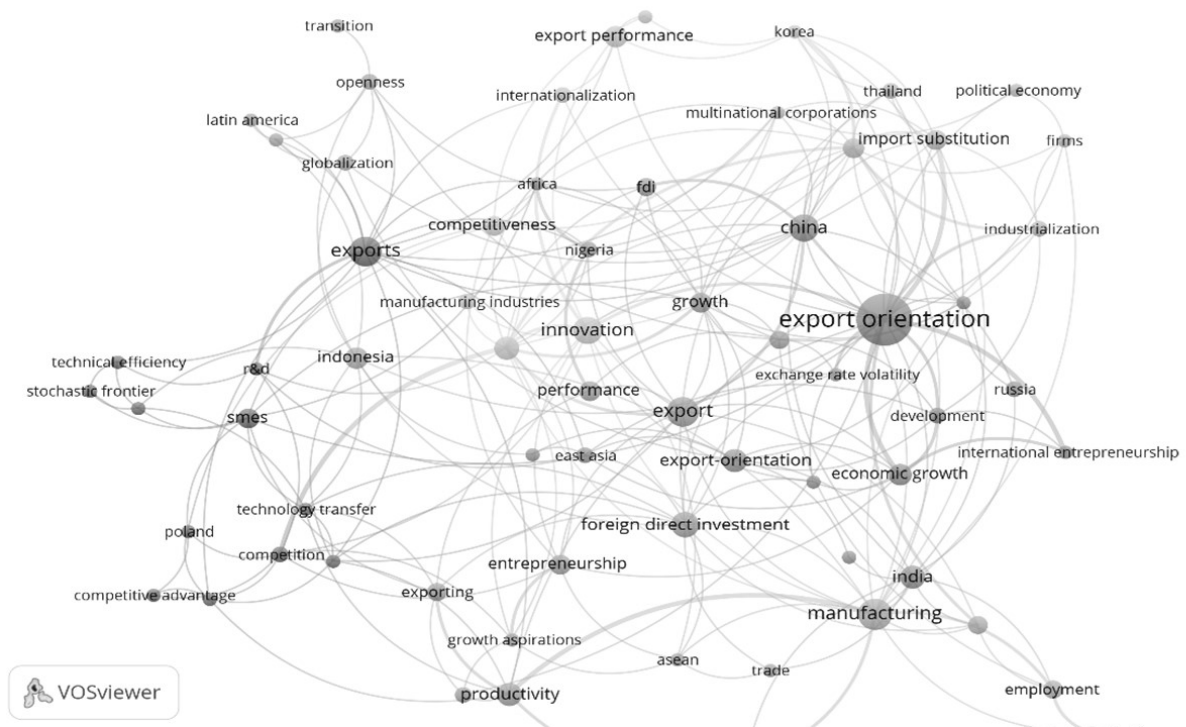 transition
export performance
korea
openness
internationalization
thailand
political economy
latin america
multinational corporations
import substitution
firms
globalization
africa
fdi
competitiveness
china
industrialization
exports
nigeria
manufacturing industries
growth
export orientation
innovation
technical efficiency
r&d
indonesia
exchange rate volatility
stochastic frontier
performance
russia
smes
export
development
east asia
export-orientation
international entrepreneurship
economic growth
technology transfer
foreign direct investment
poland
competition
entrepreneurship
india
competitive advantage
exporting
manufacturing
growth aspirations
asean
trade
VOSviewer
productivity
employment